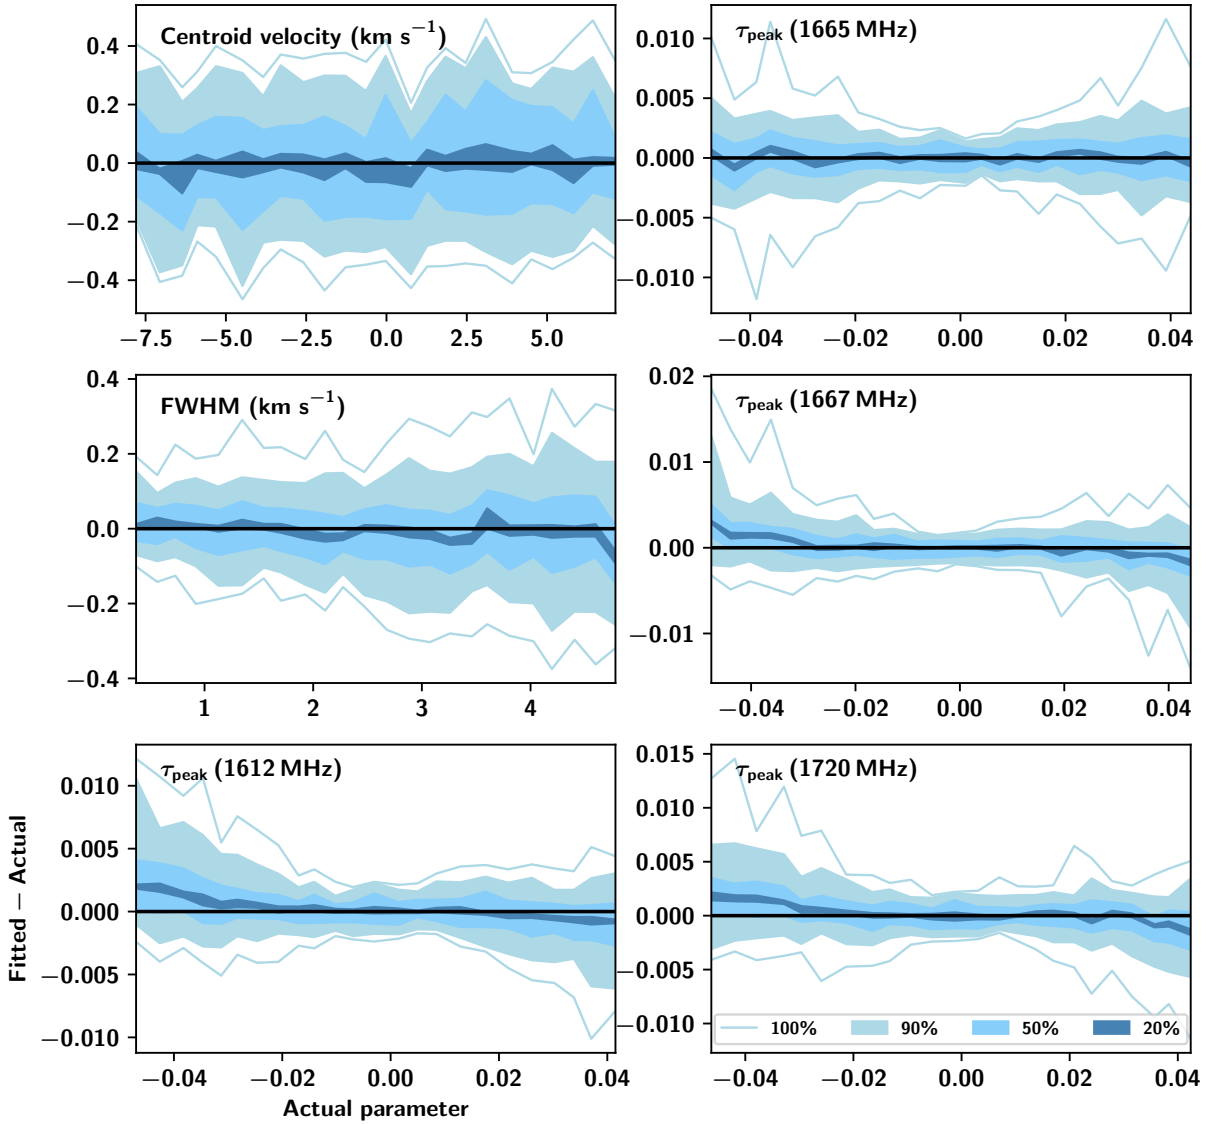 Centroid velocity (km s⁻¹)
0.4
0.2
0.0
−0.2
−0.4
−7.5 −5.0 −2.5 0.0 2.5 5.0
τpeak (1665 MHz)
0.010
0.005
0.000
−0.005
−0.010
−0.04 −0.02 0.00 0.02 0.04
FWHM (km s⁻¹)
0.4
0.2
0.0
−0.2
−0.4
1 2 3 4
τpeak (1667 MHz)
0.02
0.01
0.00
−0.01
−0.04 −0.02 0.00 0.02 0.04
τpeak (1612 MHz)
0.010
0.005
0.000
−0.005
−0.010
−0.04 −0.02 0.00 0.02 0.04
Fitted − Actual
Actual parameter
τpeak (1720 MHz)
0.015
0.010
0.005
0.000
−0.005
−0.010
100% 90% 50% 20%
−0.04 −0.02 0.00 0.02 0.04